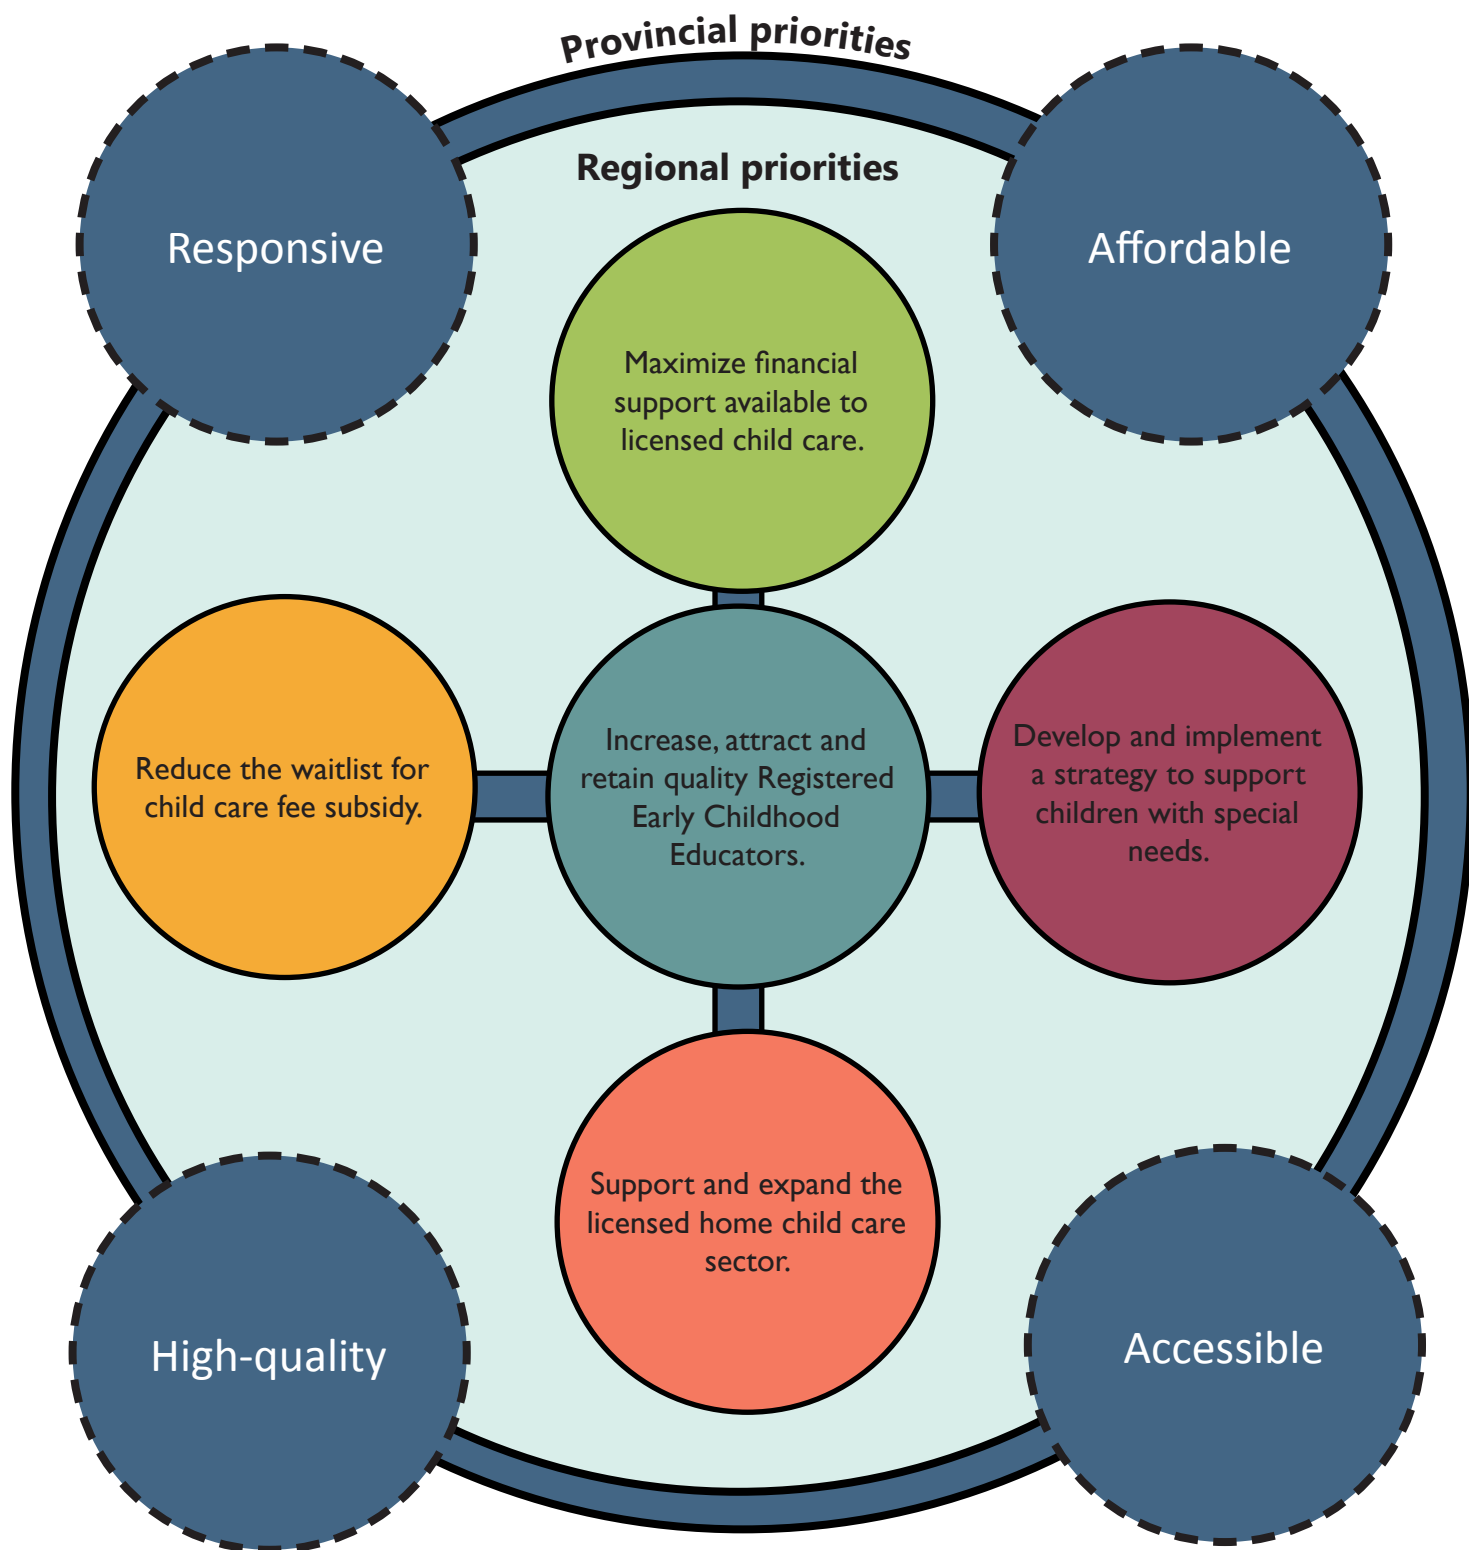 Provincial priorities
Regional priorities
Responsive
Affordable
Maximize financial
support available to
licensed child care.
Reduce the waitlist for
child care fee subsidy.
Increase, attract and
retain quality Registered
Early Childhood
Educators.
Develop and implement
a strategy to support
children with special
needs.
Support and expand the
licensed home child care
sector.
High-quality
Accessible